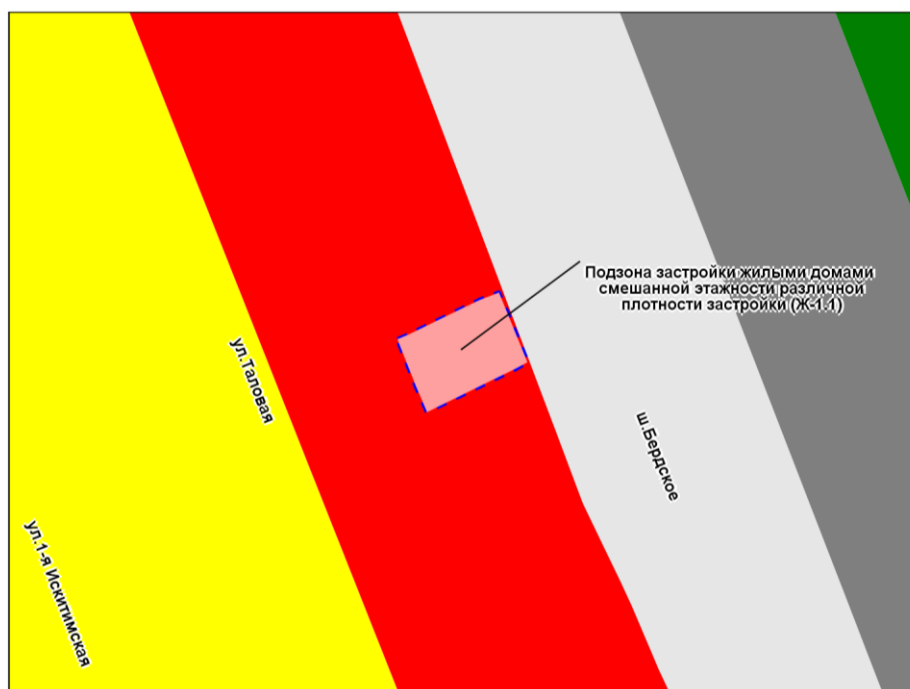 Подзона застройки жилыми домами
смешанной этажности различной
плотности застройки (Ж-1.1)
ул.Таловая
ш.Бердское
ул.1-я Искитимская